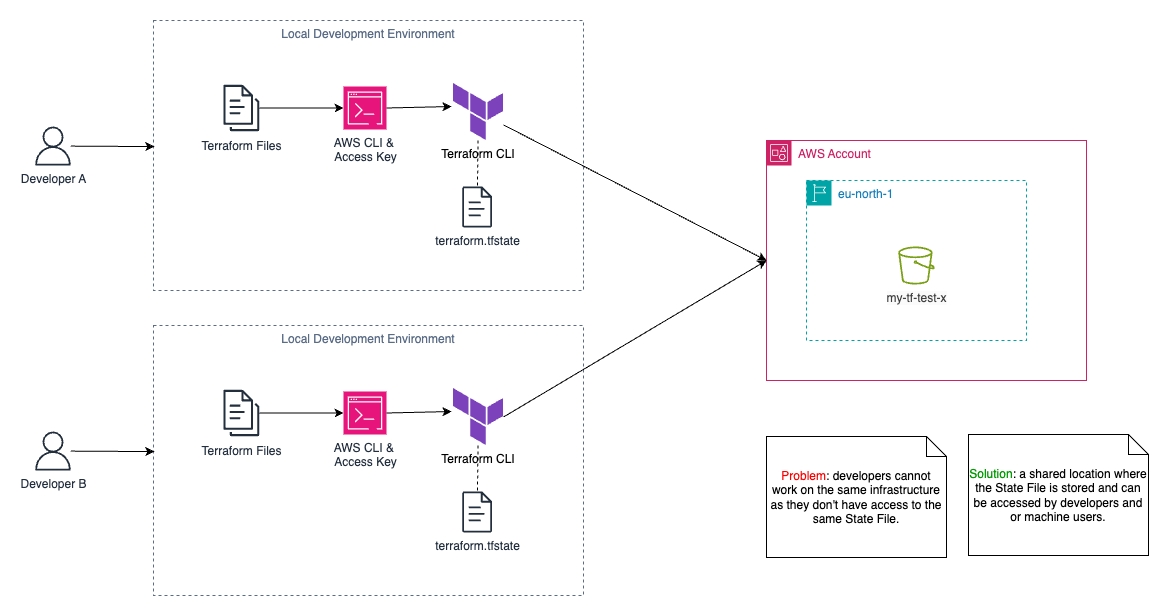 Local Development Environment
Terraform Files
AWS CLI &
Access Key
Terraform CLI
terraform.tfstate
Developer A
AWS Account
eu-north-1
my-tf-test-x
Local Development Environment
Terraform Files
AWS CLI &
Access Key
Terraform CLI
terraform.tfstate
Developer B
Problem: developers cannot
work on the same infrastructure
as they don't have access to the
same State File.
Solution: a shared location where
the State File is stored and can
be accessed by developers and
or machine users.